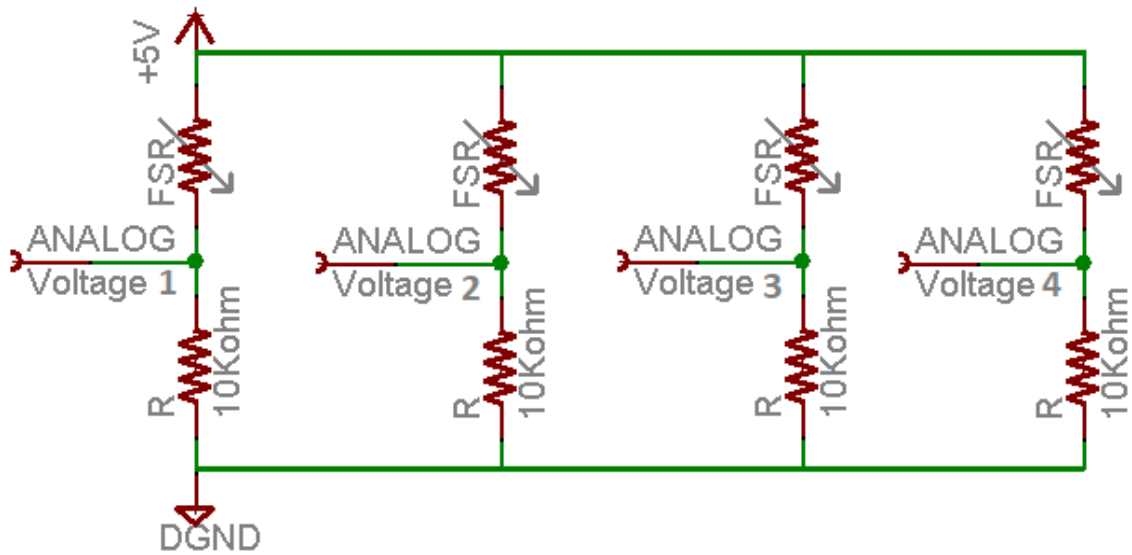 +5V
FSR
FSR
FSR
FSR
ANALOG
Voltage 1
ANALOG
Voltage 2
ANALOG
Voltage 3
ANALOG
Voltage 4
R
10Kohm
R
10Kohm
R
10Kohm
R
10Kohm
DGND